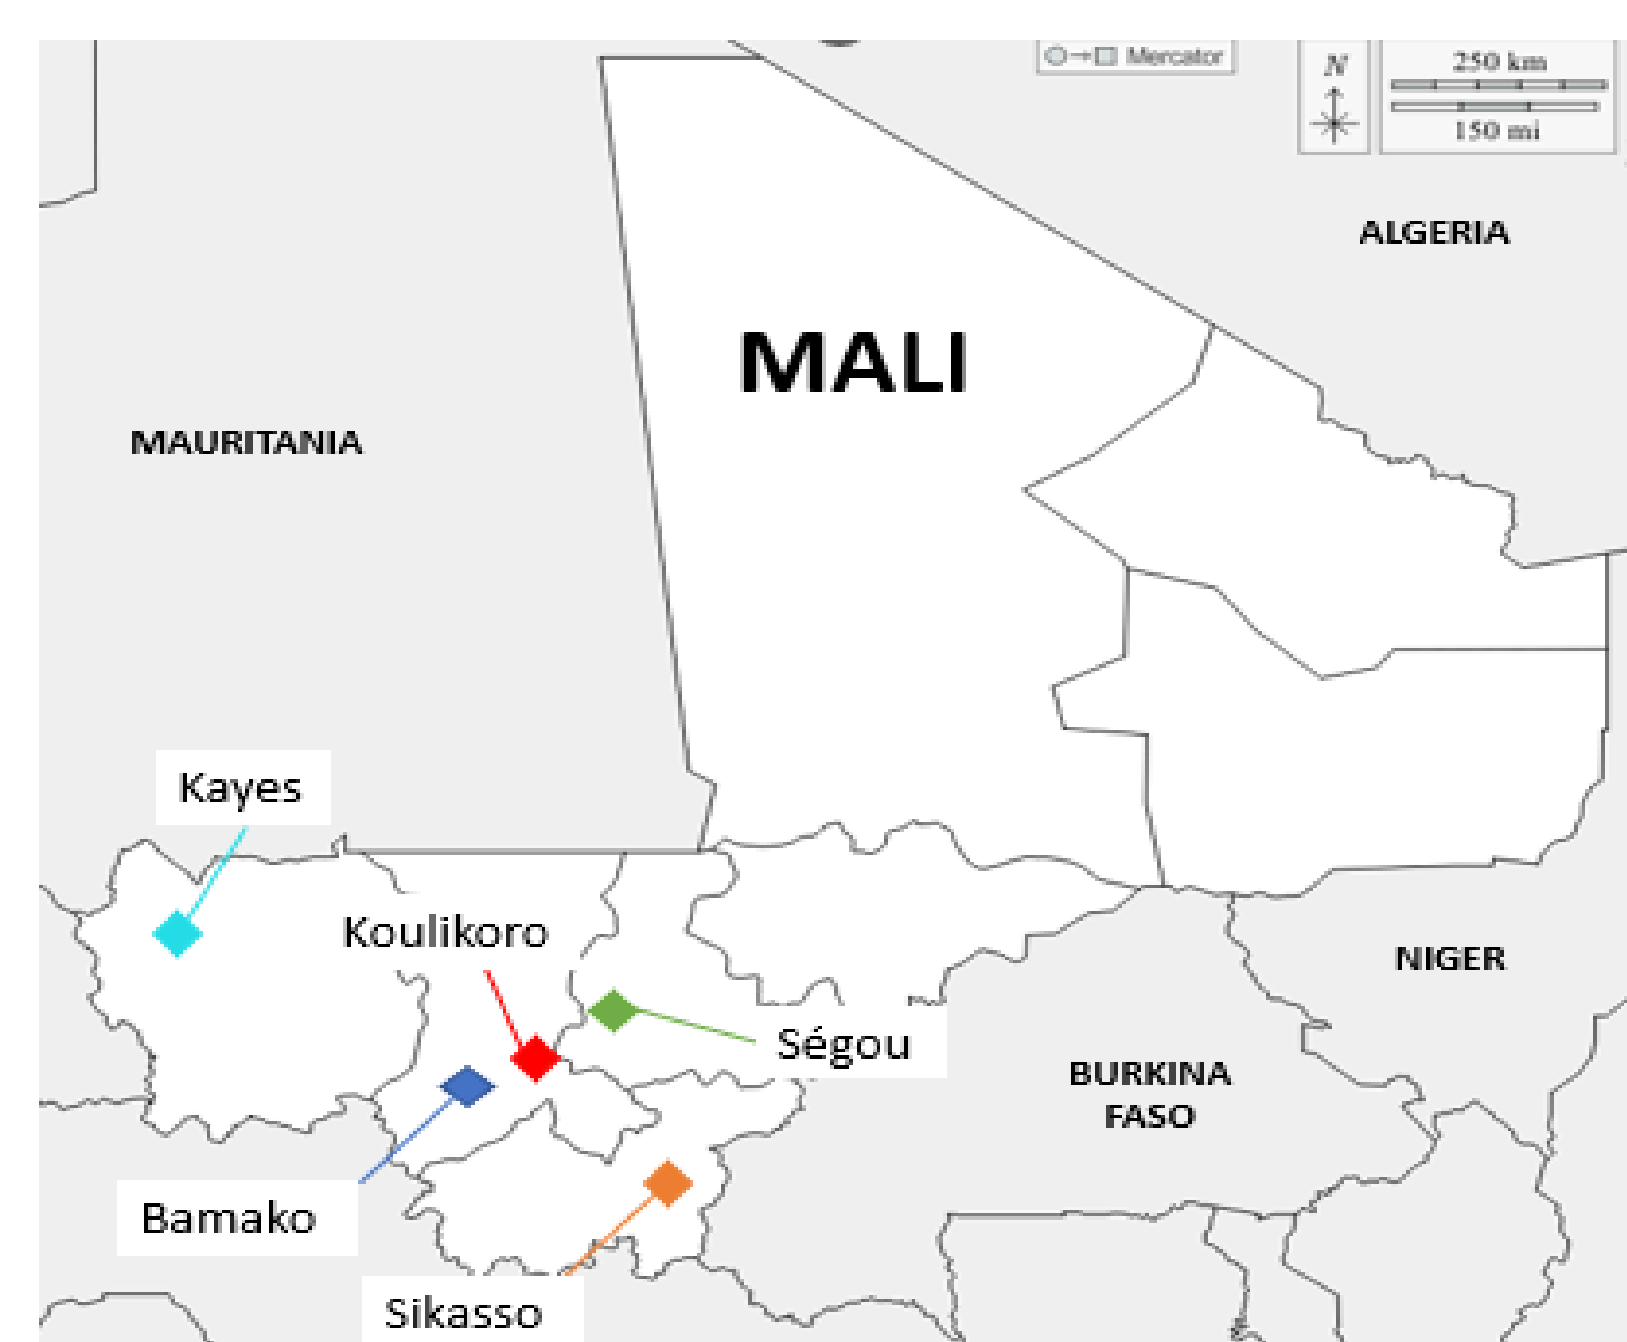 ○→□ Mercator
N
250 km
150 mi
ALGERIA
MALI
MAURITANIA
Kayes
Koulikoro
NIGER
Ségou
BURKINA
FASO
Bamako
Sikasso